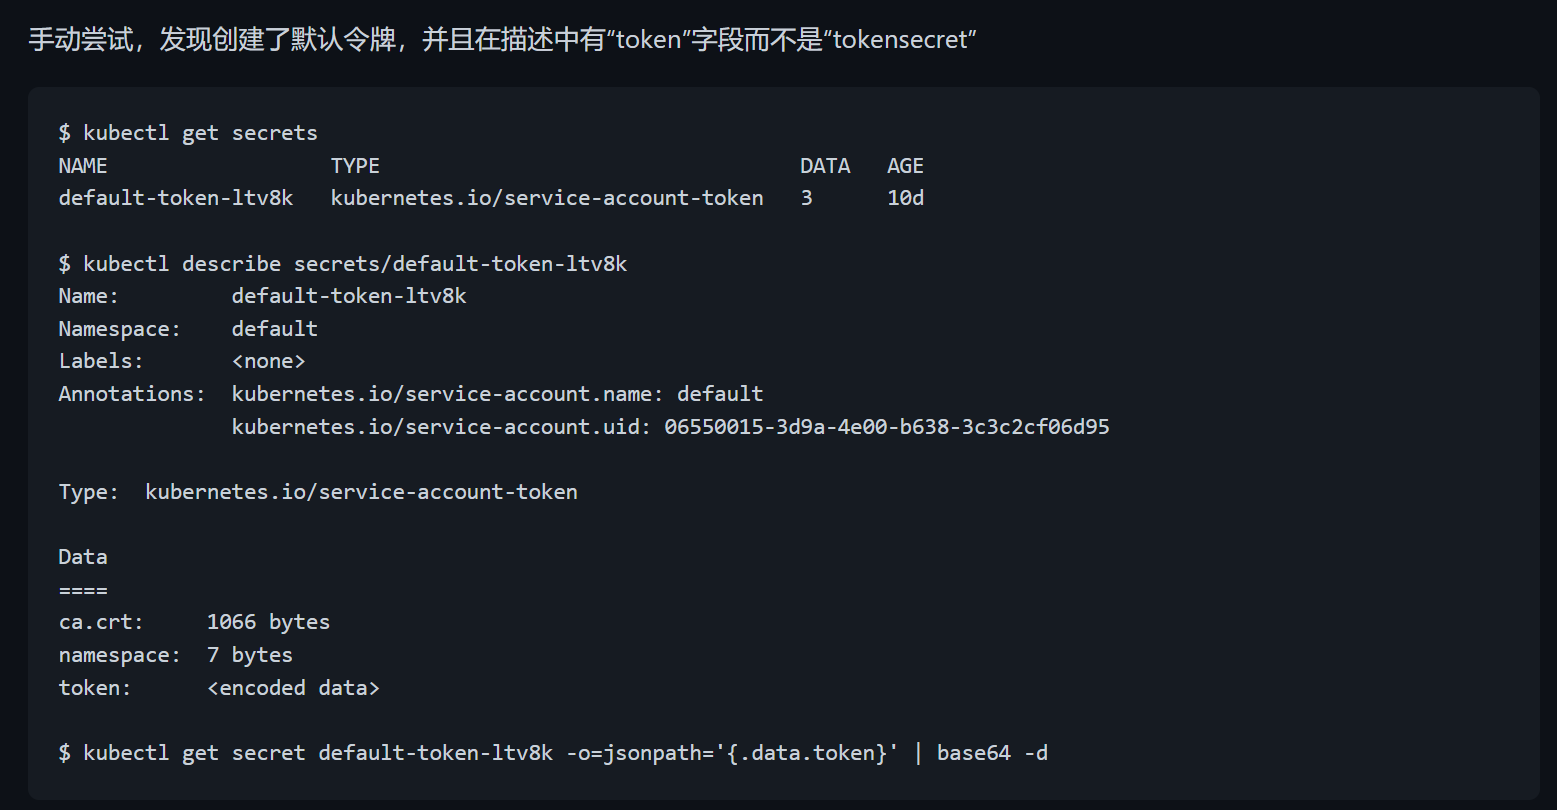 手动尝试，发现创建了默认令牌，并且在描述中有“token”字段而不是“tokensecret”
$ kubectl get secrets
NAME                  TYPE                                  DATA   AGE
default-token-ltv8k   kubernetes.io/service-account-token   3      10d
$ kubectl describe secrets/default-token-ltv8k
Name:         default-token-ltv8k
Namespace:    default
Labels:       <none>
Annotations:  kubernetes.io/service-account.name: default
              kubernetes.io/service-account.uid: 06550015-3d9a-4e00-b638-3c3c2cf06d95
Type:  kubernetes.io/service-account-token
Data
====
ca.crt:     1066 bytes
namespace:  7 bytes
token:      <encoded data>
$ kubectl get secret default-token-ltv8k -o=jsonpath='{.data.token}' | base64 -d